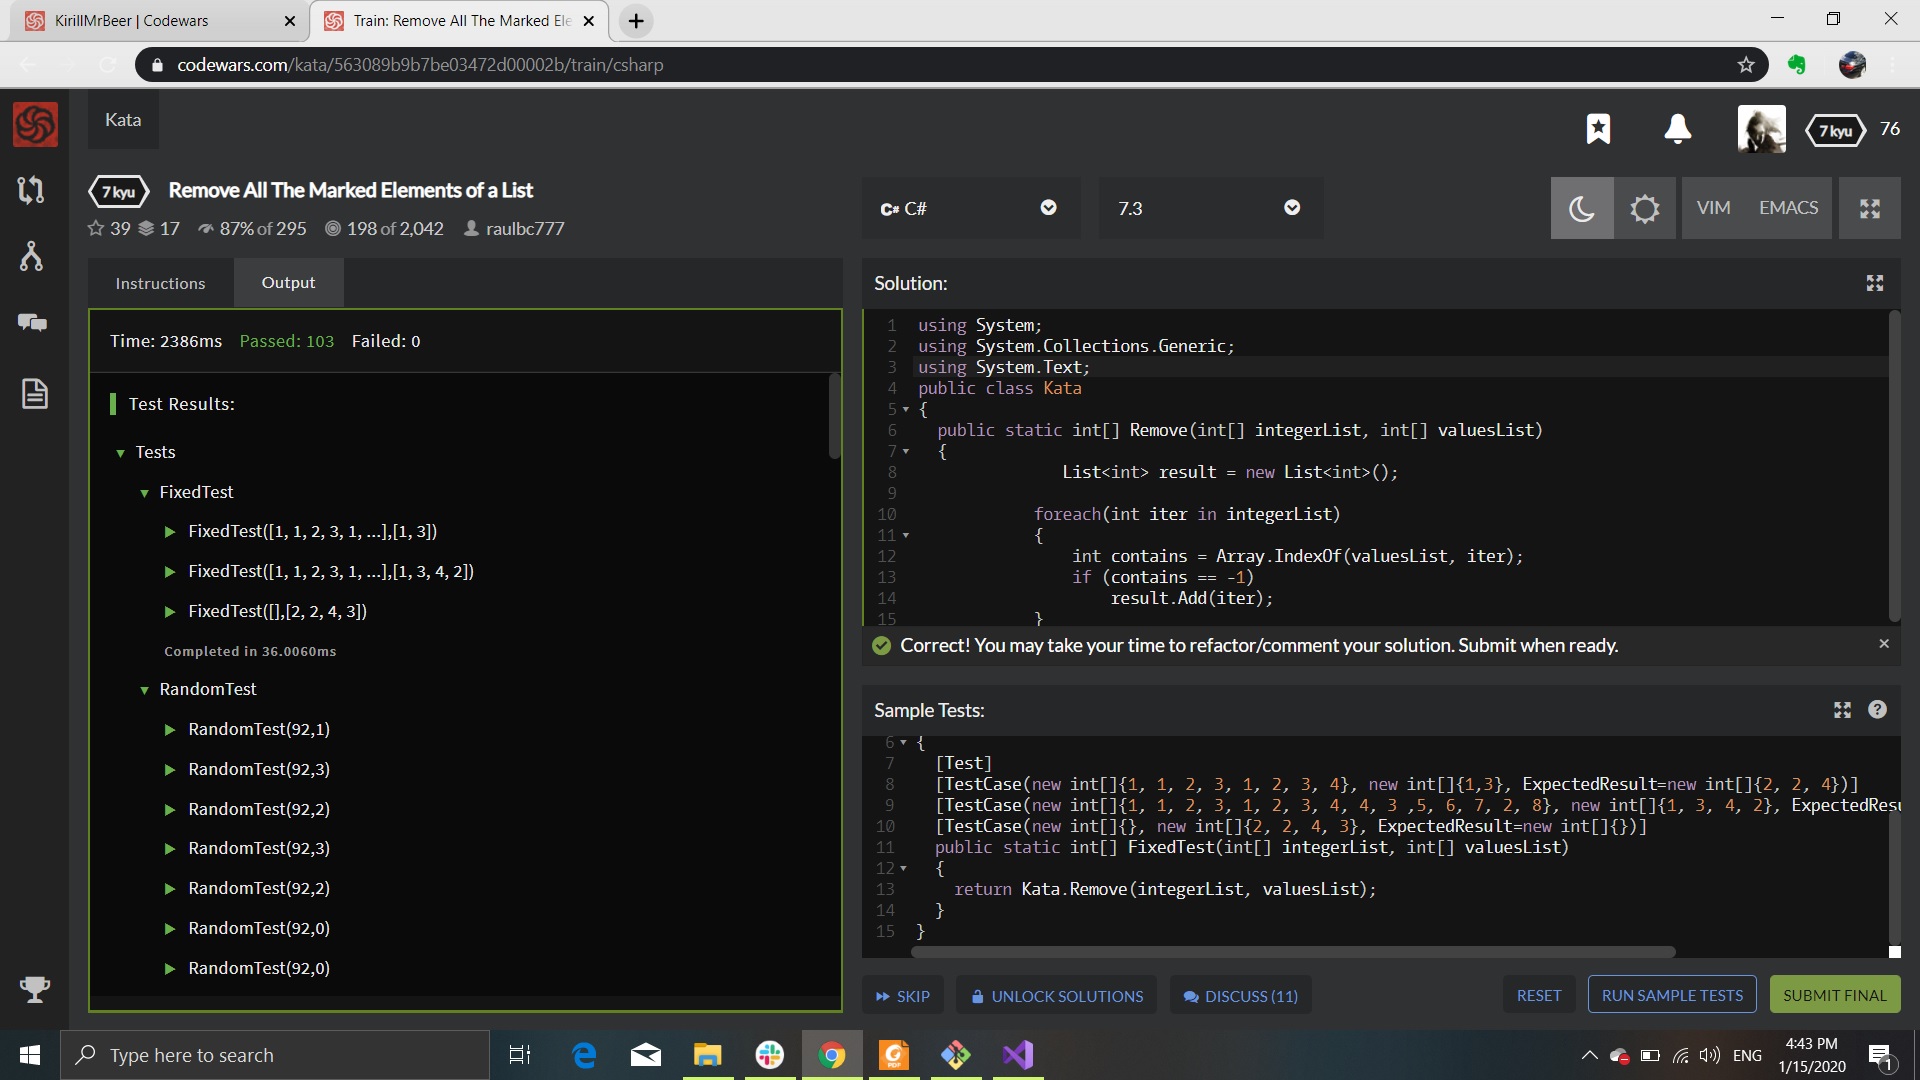 KirillMrBeer | Codewars
Train: Remove All The Marked Ele
codewars.com/kata/563089b9b7be03472d00002b/train/csharp
Kata
7 kyu 76
7 kyu Remove All The Marked Elements of a List
39 17 87% of 295 198 of 2,042 raulbc777
C# C#
7.3
VIM EMACS
Instructions Output
Time: 2386ms Passed: 103 Failed: 0
Test Results:
Tests
FixedTest
FixedTest([1, 1, 2, 3, 1, ...],[1, 3])
FixedTest([1, 1, 2, 3, 1, ...],[1, 3, 4, 2])
FixedTest([],[2, 2, 4, 3])
Completed in 36.0060ms
RandomTest
RandomTest(92,1)
RandomTest(92,3)
RandomTest(92,2)
RandomTest(92,3)
RandomTest(92,2)
RandomTest(92,0)
RandomTest(92,0)
Solution:
1 using System;
2 using System.Collections.Generic;
3 using System.Text;
4 public class Kata
5 {
6 public static int[] Remove(int[] integerList, int[] valuesList)
7 {
8 List<int> result = new List<int>();
9
10 foreach(int iter in integerList)
11 {
12 int contains = Array.IndexOf(valuesList, iter);
13 if (contains == -1)
14 result.Add(iter);
15 }
Correct! You may take your time to refactor/comment your solution. Submit when ready.
Sample Tests:
6 {
7 [Test]
8 [TestCase(new int[]{1, 1, 2, 3, 1, 2, 3, 4}, new int[]{1,3}, ExpectedResult=new int[]{2, 2, 4})]
9 [TestCase(new int[]{1, 1, 2, 3, 1, 2, 3, 4, 4, 3 ,5, 6, 7, 2, 8}, new int[]{1, 3, 4, 2}, ExpectedResu
10 [TestCase(new int[]{}, new int[]{2, 2, 4, 3}, ExpectedResult=new int[]{})]
11 public static int[] FixedTest(int[] integerList, int[] valuesList)
12 {
13 return Kata.Remove(integerList, valuesList);
14 }
15 }
SKIP UNLOCK SOLUTIONS DISCUSS (11) RESET RUN SAMPLE TESTS SUBMIT FINAL
Type here to search
ENG
4:43 PM
1/15/2020
1